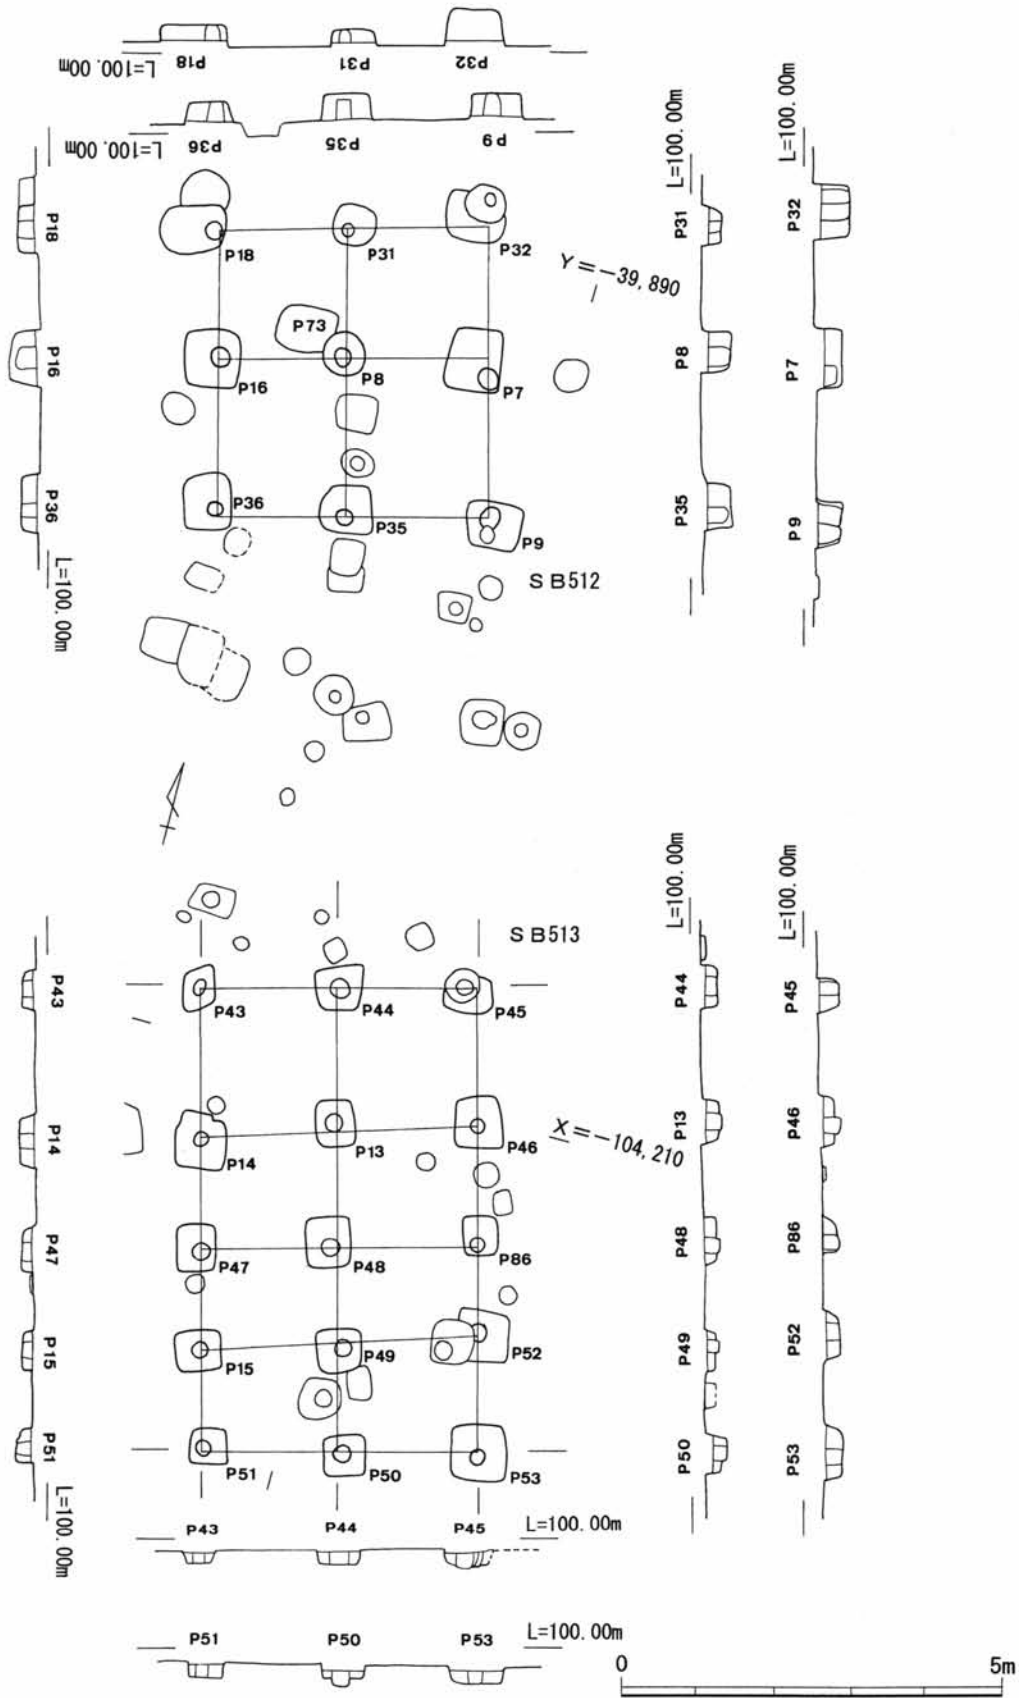 P18
P31
P32
L=100.00m
P36
P35
P9
L=100.00m
P18
P16
P36
L=100.00m
P18
P31
P32
Y=-39,890
P73
P16
P8
P7
P36
P35
P9
SB512
L=100.00m
P31
P8
P35
L=100.00m
P32
P7
P9
SB513
P43
P44
P45
P14
P13
P46
X=-104,210
P47
P48
P86
P15
P49
P52
P51
P50
P53
P43
P14
P47
P15
P51
L=100.00m
L=100.00m
P44
P13
P48
P49
P50
L=100.00m
P45
P46
P86
P52
P53
P43
P44
P45
L=100.00m
P51
P50
P53
L=100.00m
0
5m